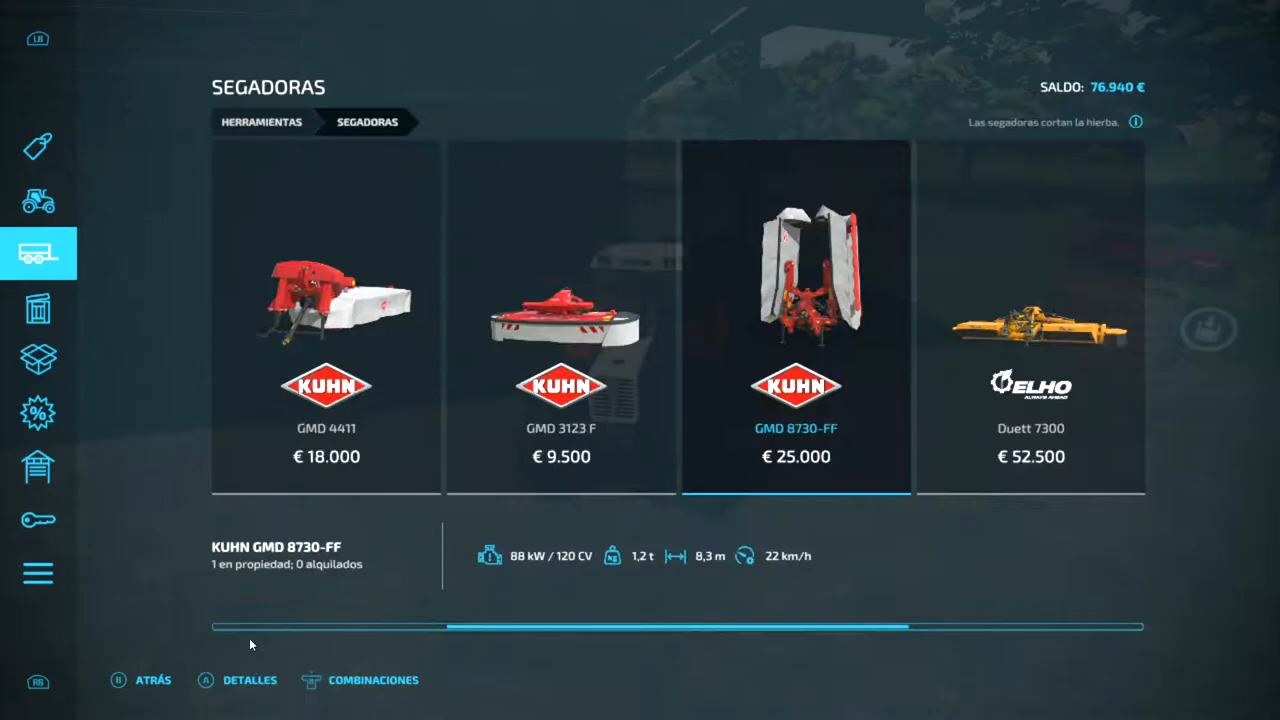 LB
SEGADORAS
SALDO: 76.940 €
HERRAMIENTAS SEGADORAS
Las segadoras cortan la hierba.
KUHN
GMD 4411
€ 18.000
KUHN
GMD 3123 F
€ 9.500
KUHN
GMD 8730-FF
€ 25.000
ELHO
ALWAYS AHEAD
Duett 7300
€ 52.500
KUHN GMD 8730-FF
1 en propiedad; 0 alquilados
88 kW / 120 CV 1,2 t 8,3 m 22 km/h
RB
B ATRÁS A DETALLES COMBINACIONES